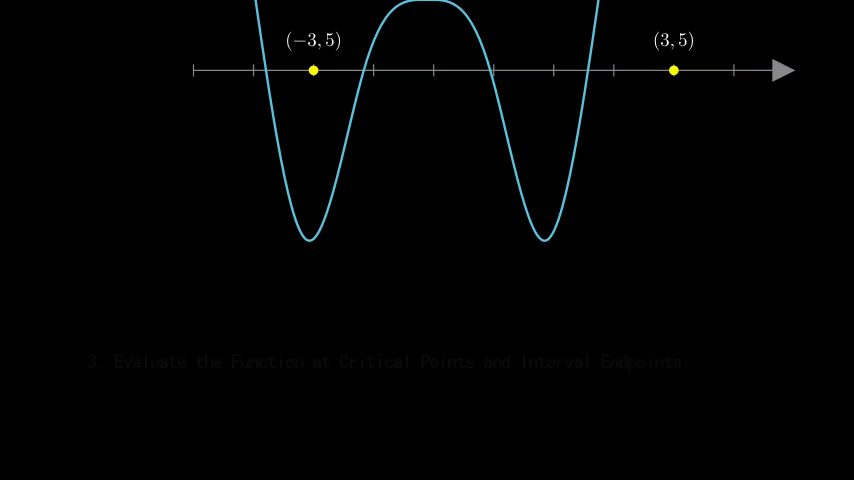 (−3, 5) (3, 5)
3. Evaluate the Function at Critical Points and Interval Endpoints: